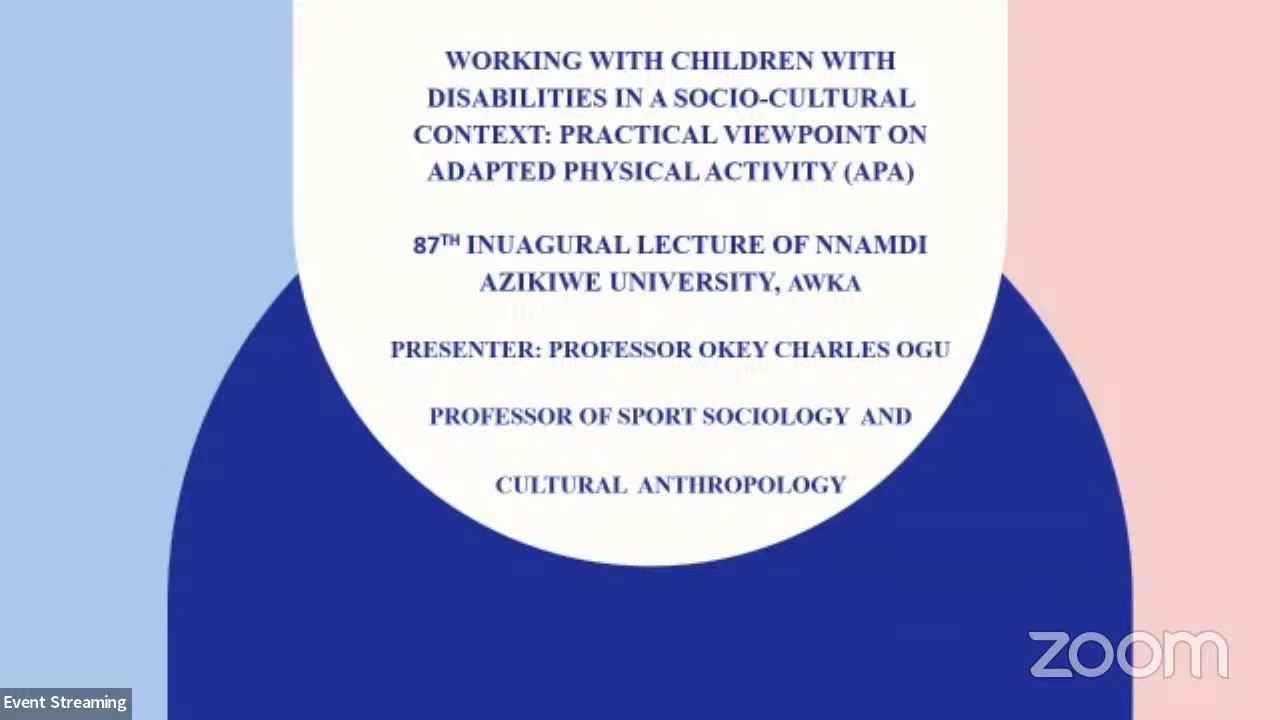 WORKING WITH CHILDREN WITH
DISABILITIES IN A SOCIO-CULTURAL
CONTEXT: PRACTICAL VIEWPOINT ON
ADAPTED PHYSICAL ACTIVITY (APA)
87TH INUAGURAL LECTURE OF NNAMDI
AZIKIWE UNIVERSITY, AWKA
PRESENTER: PROFESSOR OKEY CHARLES OGU
PROFESSOR OF SPORT SOCIOLOGY AND
CULTURAL ANTHROPOLOGY
zoom
Event Streaming